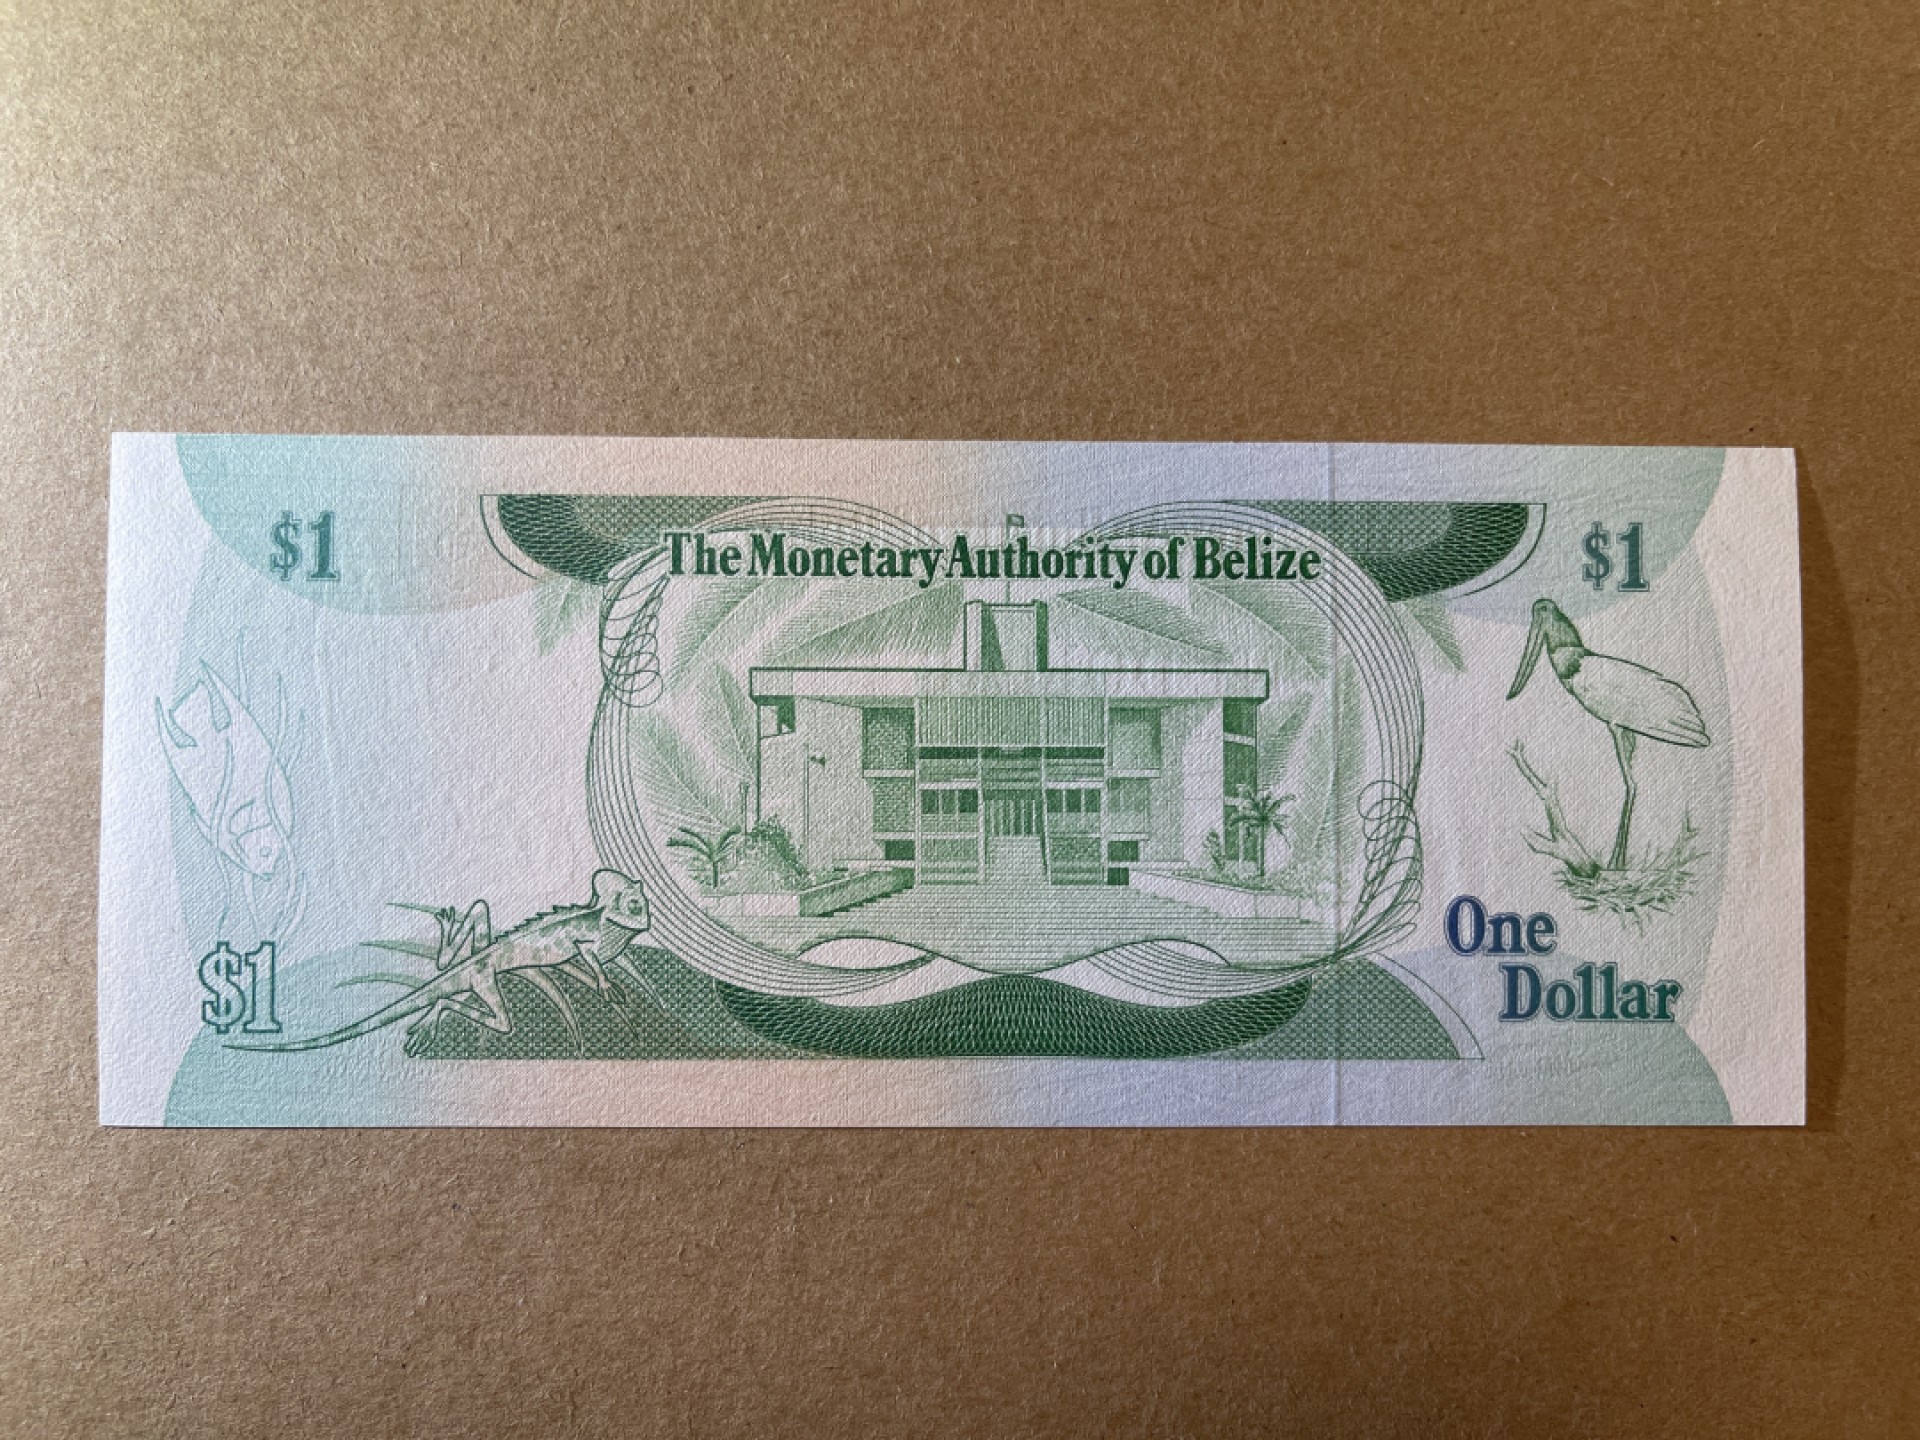 The Monetary Authority of Belize
$1
$1
$1
One
Dollar